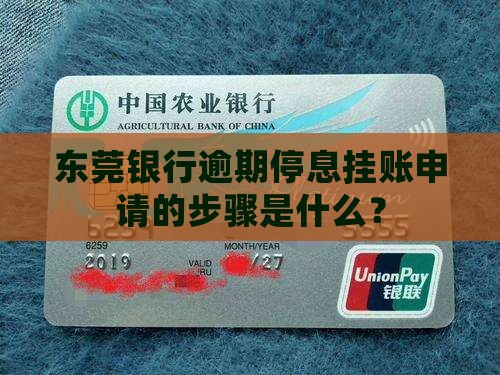 中国农业银行
AGRICULTURAL BANK OF CHINA
东莞银行逾期停息挂账申
请的步骤是什么？
6259
MONTH/YEAR
2019
VALID
THRU
/27
UnionPay
银联